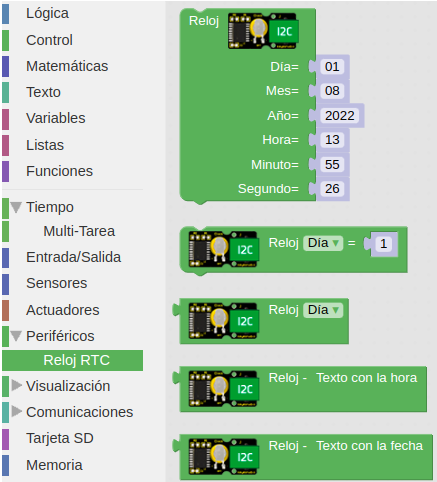 Lógica
Control
Matemáticas
Texto
Variables
Listas
Funciones
Tiempo
Multi-Tarea
Entrada/Salida
Sensores
Actuadores
Periféricos
Reloj RTC
Visualización
Comunicaciones
Tarjeta SD
Memoria
Reloj I2C
Día= 01
Mes= 08
Año= 2022
Hora= 13
Minuto= 55
Segundo= 26
I2C Reloj Día = 1
I2C Reloj Día
I2C Reloj - Texto con la hora
I2C Reloj - Texto con la fecha